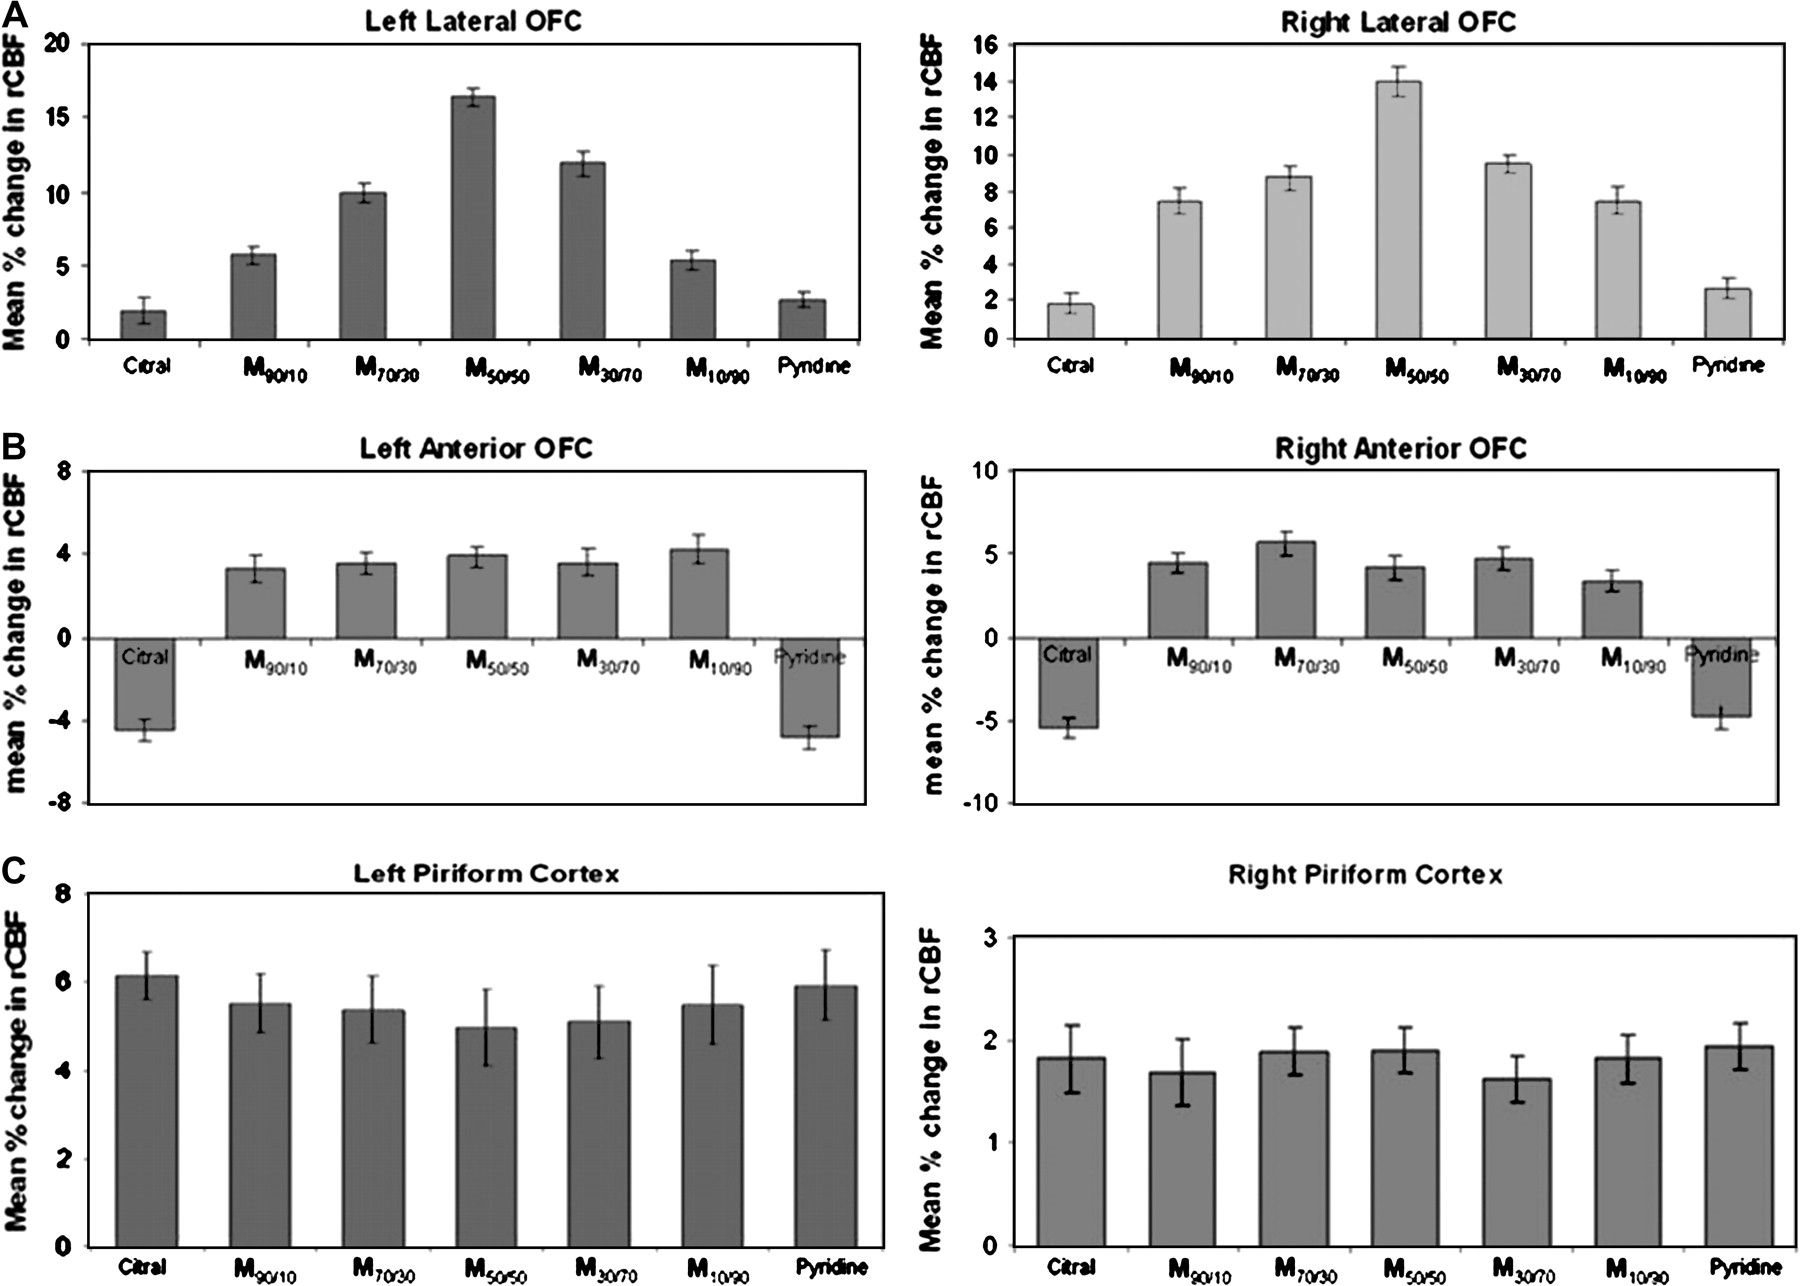 A
Left Lateral OFC
Mean % change in rCBF
20
15
10
5
0
Citral M90/10 M70/30 M50/50 M30/70 M10/90 Pyridine
Right Lateral OFC
Mean % change in rCBF
16
14
12
10
8
6
4
2
0
Citral M90/10 M70/30 M50/50 M30/70 M10/90 Pyridine
B
Left Anterior OFC
mean % change in rCBF
8
4
0
-4
-8
Citral M90/10 M70/30 M50/50 M30/70 M10/90 Pyridine
Right Anterior OFC
mean % change in rCBF
10
5
0
-5
-10
Citral M90/10 M70/30 M50/50 M30/70 M10/90 Pyridine
C
Left Piriform Cortex
Mean % change in rCBF
8
6
4
2
0
Citral M90/10 M70/30 M50/50 M30/70 M10/90 Pyridine
Right Piriform Cortex
Mean % change in rCBF
3
2
1
0
Citral M90/10 M70/30 M50/50 M30/70 M10/90 Pyridine